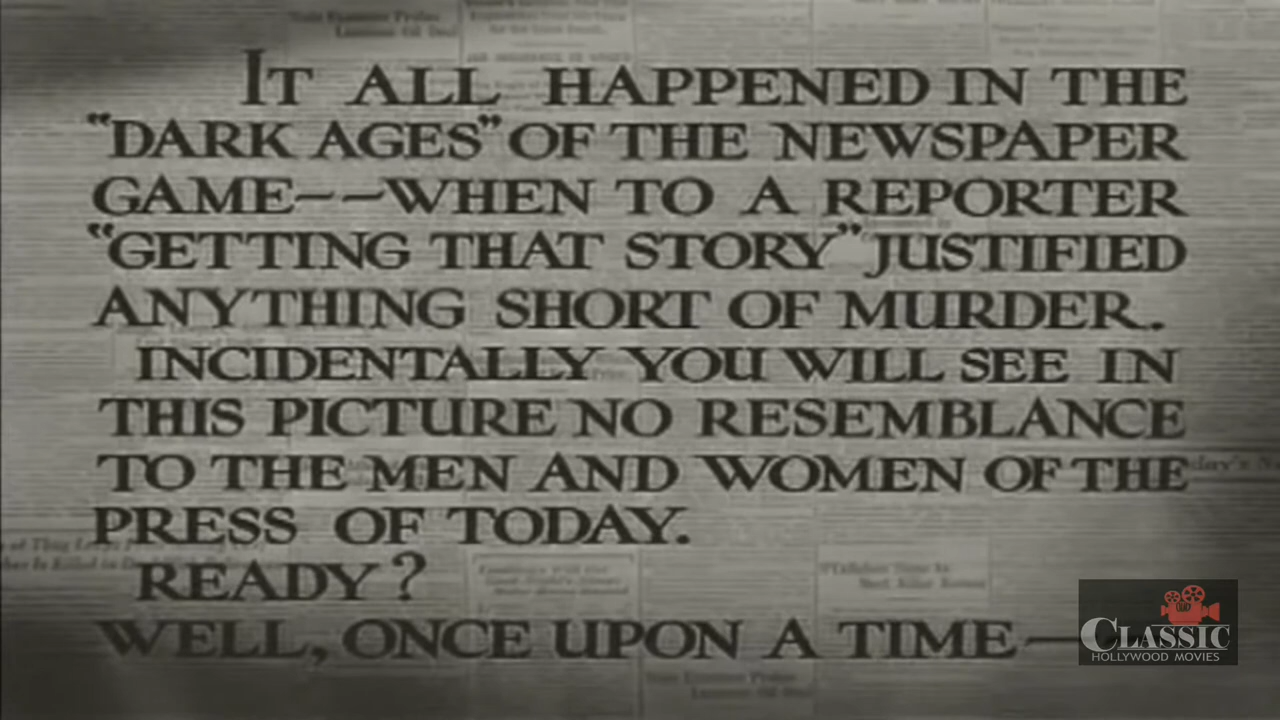 IT ALL HAPPENED IN THE
“DARK AGES” OF THE NEWSPAPER
GAME––WHEN TO A REPORTER
“GETTING THAT STORY” JUSTIFIED
ANYTHING SHORT OF MURDER.
INCIDENTALLY YOU WILL SEE IN
THIS PICTURE NO RESEMBLANCE
TO THE MEN AND WOMEN OF THE
PRESS OF TODAY.
READY?
WELL, ONCE UPON A TIME—
CLASSIC
HOLLYWOOD MOVIES